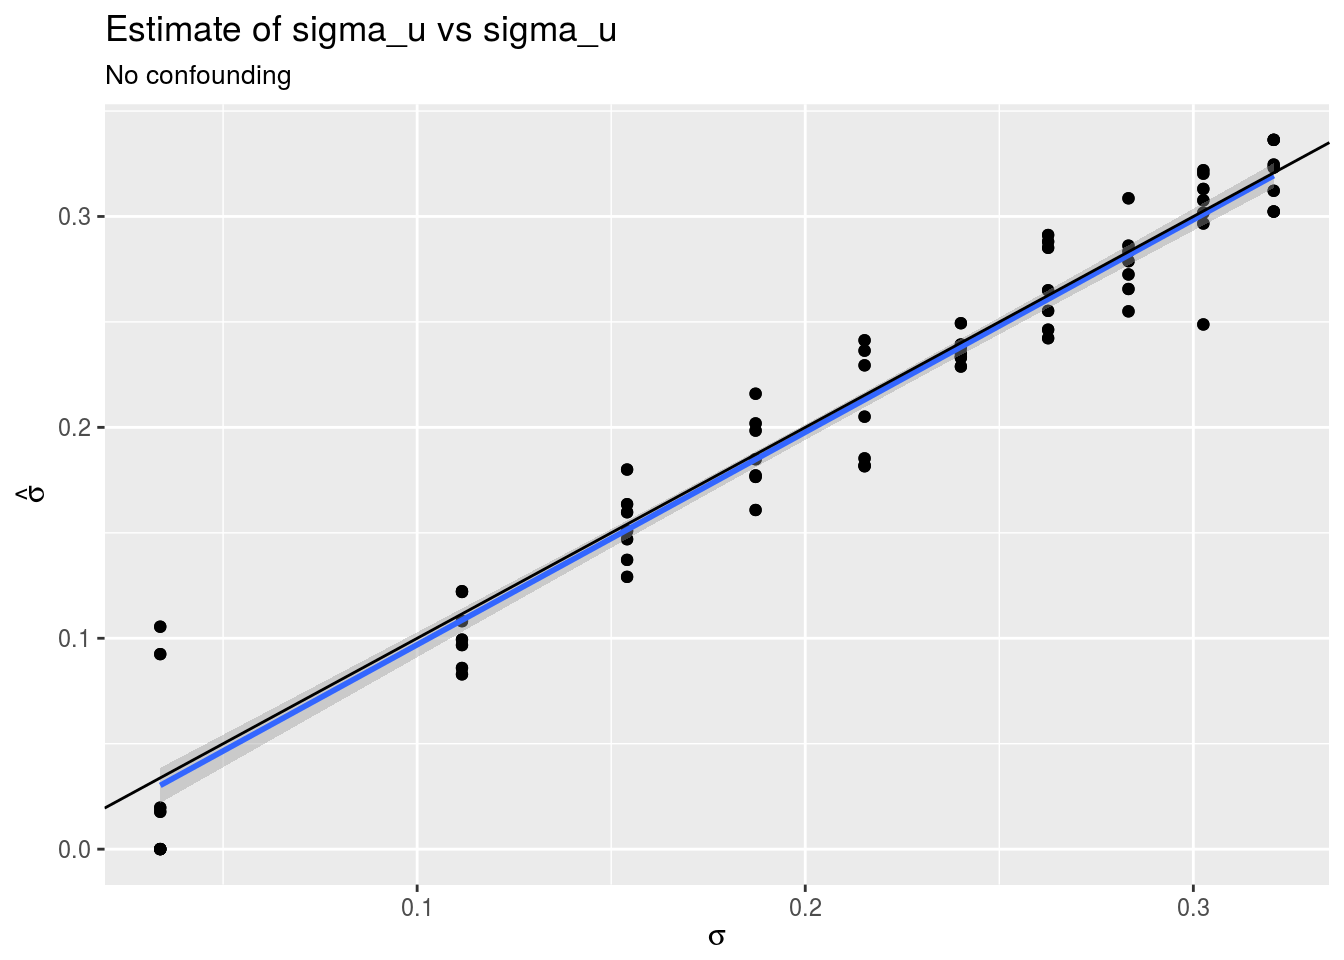 Estimate of sigma_u vs sigma_u
No confounding
0.3
0.2
0.1
0.0
σ̂
0.1
0.2
0.3
σ